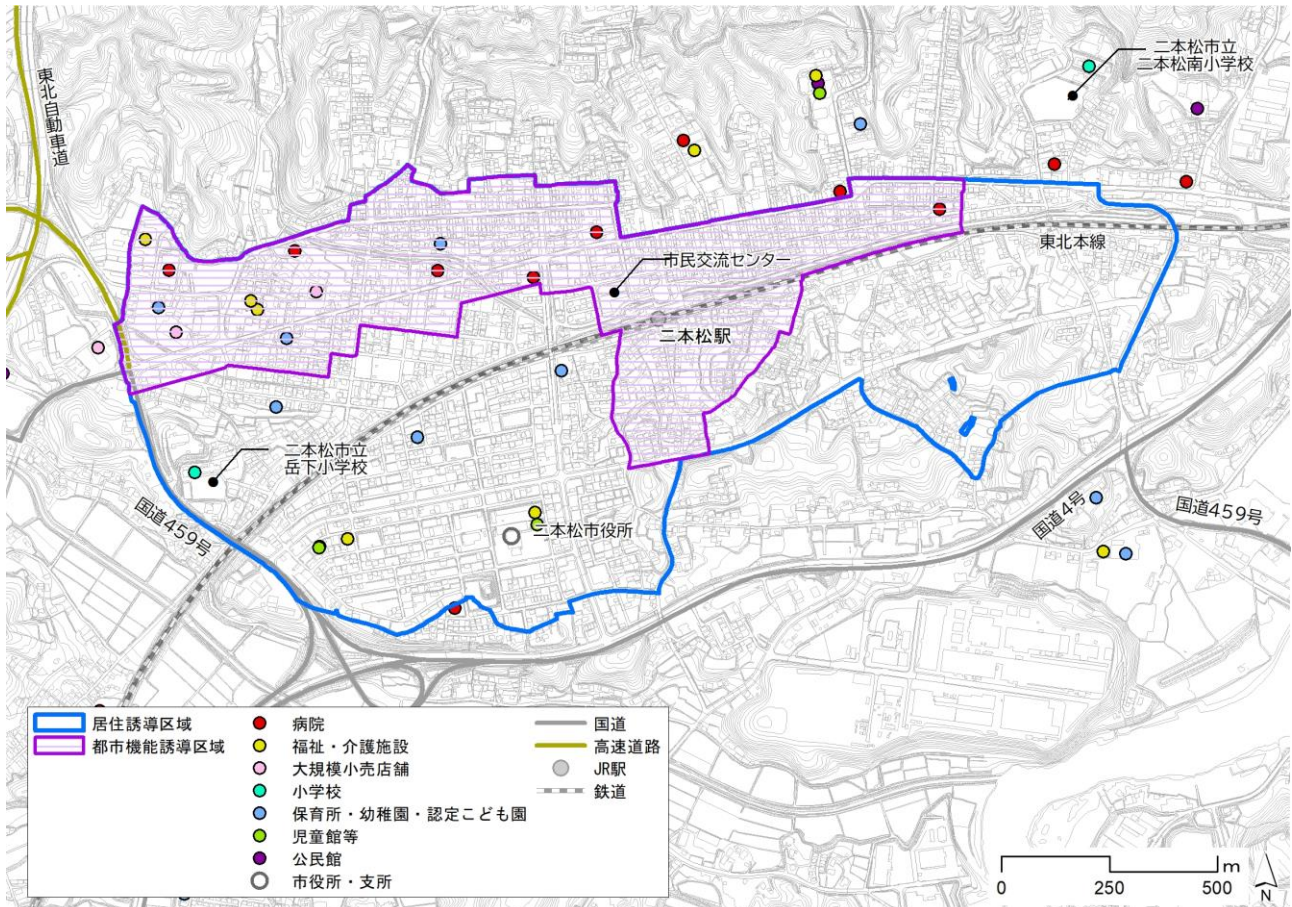 東北自動車道
二本松市立
二本松南小学校
東北本線
市民交流センター
二本松駅
二本松市立
岳下小学校
国道459号
二本松市役所
国道4号
国道459号
居住誘導区域
都市機能誘導区域
病院
福祉・介護施設
大規模小売店舗
小学校
保育所・幼稚園・認定こども園
児童館等
公民館
市役所・支所
国道
高速道路
JR駅
鉄道
m
0 250 500
N